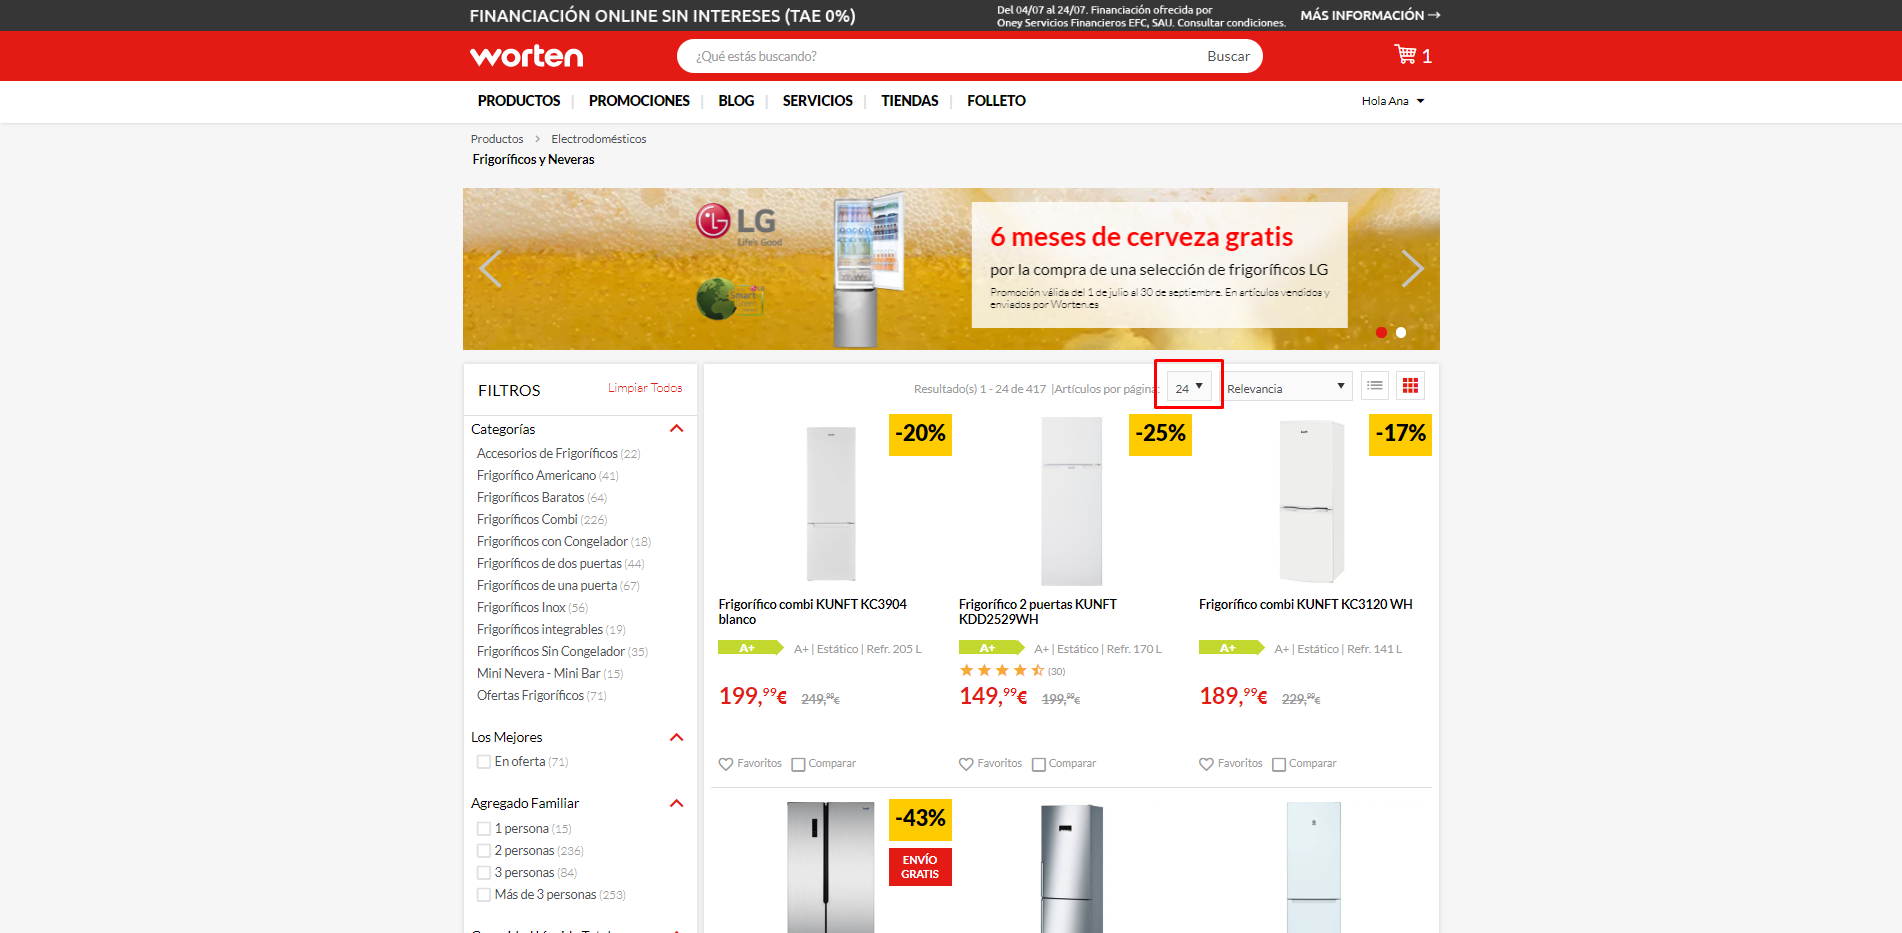 FINANCIACIÓN ONLINE SIN INTERESES (TAE 0%)
Del 04/07 al 24/07. Financiación ofrecida por
Oney Servicios Financieros EFC, SAU. Consultar condiciones.
MÁS INFORMACIÓN →
worten
¿Qué estás buscando?
Buscar
1
PRODUCTOS | PROMOCIONES | BLOG | SERVICIOS | TIENDAS | FOLLETO
Hola Ana
Productos > Electrodomésticos
Frigoríficos y Neveras
LG
Life's Good
Smart
6 meses de cerveza gratis
por la compra de una selección de frigoríficos LG
Promoción válida del 1 de julio al 30 de septiembre. En artículos vendidos y
enviados por Worten.es
FILTROS
Limpiar Todos
Categorías
Accesorios de Frigoríficos (22)
Frigorífico Americano (41)
Frigoríficos Baratos (64)
Frigoríficos Combi (226)
Frigoríficos con Congelador (18)
Frigoríficos de dos puertas (44)
Frigoríficos de una puerta (67)
Frigoríficos Inox (56)
Frigoríficos integrables (19)
Frigoríficos Sin Congelador (35)
Mini Nevera - Mini Bar (15)
Ofertas Frigoríficos (71)
Los Mejores
En oferta (71)
Agregado Familiar
1 persona (15)
2 personas (236)
3 personas (84)
Más de 3 personas (253)
Resultado(s) 1 - 24 de 417 |Artículos por página:
24
Relevancia
-20%
Frigorífico combi KUNFT KC3904
blanco
A+
A+ | Estático | Refr. 205 L
199,99€ 249,99€
Favoritos
Comparar
-25%
Frigorífico 2 puertas KUNFT
KDD2529WH
A+
A+ | Estático | Refr. 170 L
(30)
149,99€ 199,99€
Favoritos
Comparar
-17%
Frigorífico combi KUNFT KC3120 WH
A+
A+ | Estático | Refr. 141 L
189,99€ 229,99€
Favoritos
Comparar
-43%
ENVÍO
GRATIS